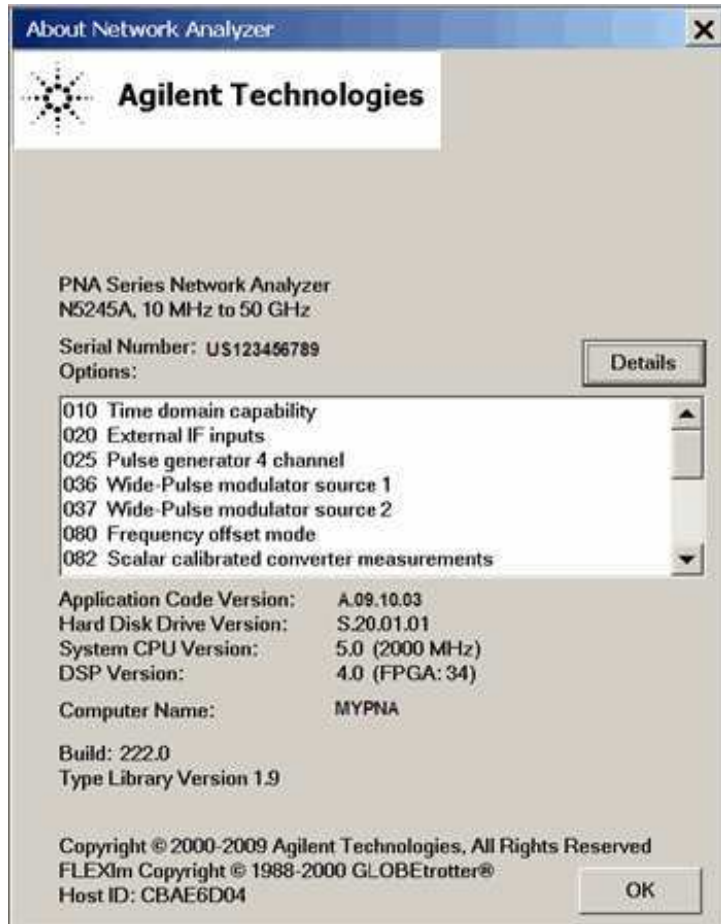 About Network Analyzer
Agilent Technologies
PNA Series Network Analyzer
N5245A, 10 MHz to 50 GHz
Serial Number: US123456789
Options:
Details
010 Time domain capability
020 External IF inputs
025 Pulse generator 4 channel
036 Wide-Pulse modulator source 1
037 Wide-Pulse modulator source 2
080 Frequency offset mode
082 Scalar calibrated converter measurements
Application Code Version: A.09.10.03
Hard Disk Drive Version: S.20.01.01
System CPU Version: 5.0 (2000 MHz)
DSP Version: 4.0 (FPGA: 34)
Computer Name: MYPNA
Build: 222.0
Type Library Version 1.9
Copyright © 2000-2009 Agilent Technologies, All Rights Reserved
FLEXlm Copyright © 1988-2000 GLOBEtrotter®
Host ID: CBAE6D04
OK